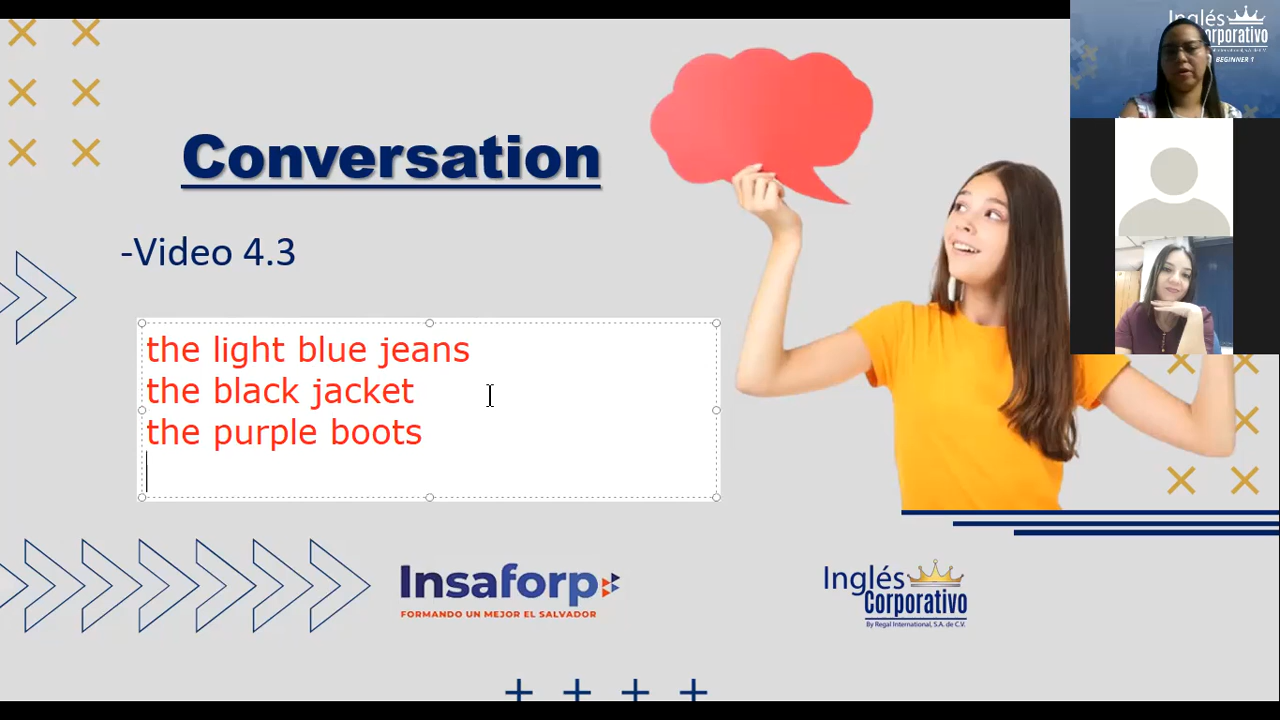 Conversation
-Video 4.3
the light blue jeans
the black jacket
the purple boots
Insaforp
FORMANDO UN MEJOR EL SALVADOR
Inglés
Corporativo
By Regal International, S.A. de C.V.
Inglés
Corporativo
BEGINNER 1